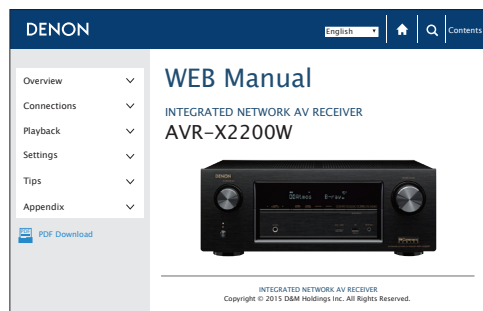 DENON
English
Contents
Overview
Connections
Playback
Settings
Tips
Appendix
PDF Download
WEB Manual
INTEGRATED NETWORK AV RECEIVER
AVR-X2200W
DENON
INTEGRATED NETWORK AV RECEIVER
Copyright © 2015 D&M Holdings Inc. All Rights Reserved.